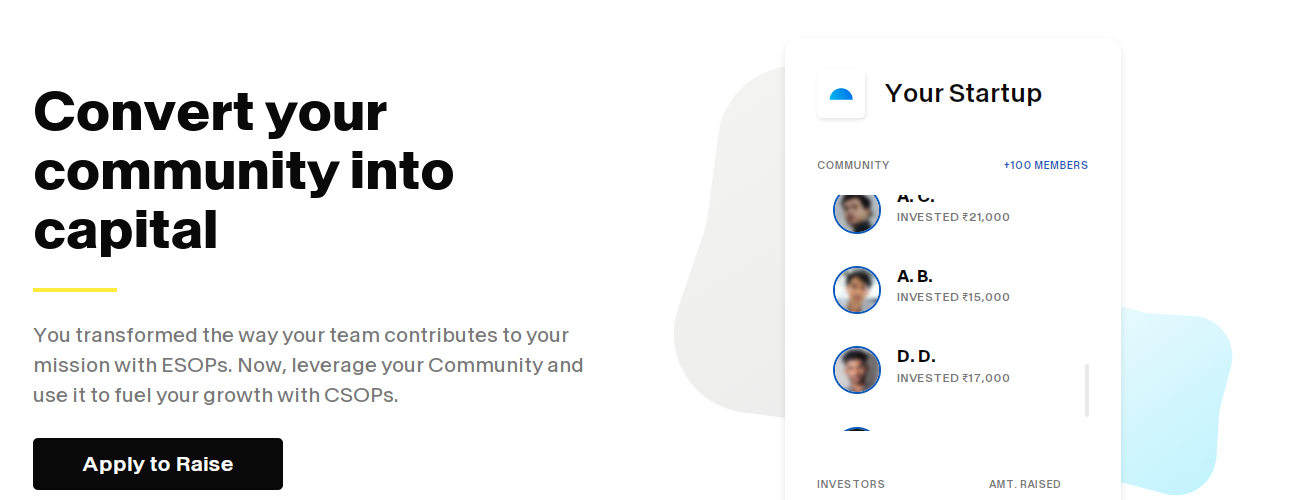 Convert your
community into
capital
You transformed the way your team contributes to your
mission with ESOPs. Now, leverage your Community and
use it to fuel your growth with CSOPs.
Apply to Raise
Your Startup
COMMUNITY
+100 MEMBERS
A. C.
INVESTED ₹21,000
A. B.
INVESTED ₹15,000
D. D.
INVESTED ₹17,000
INVESTORS
AMT. RAISED